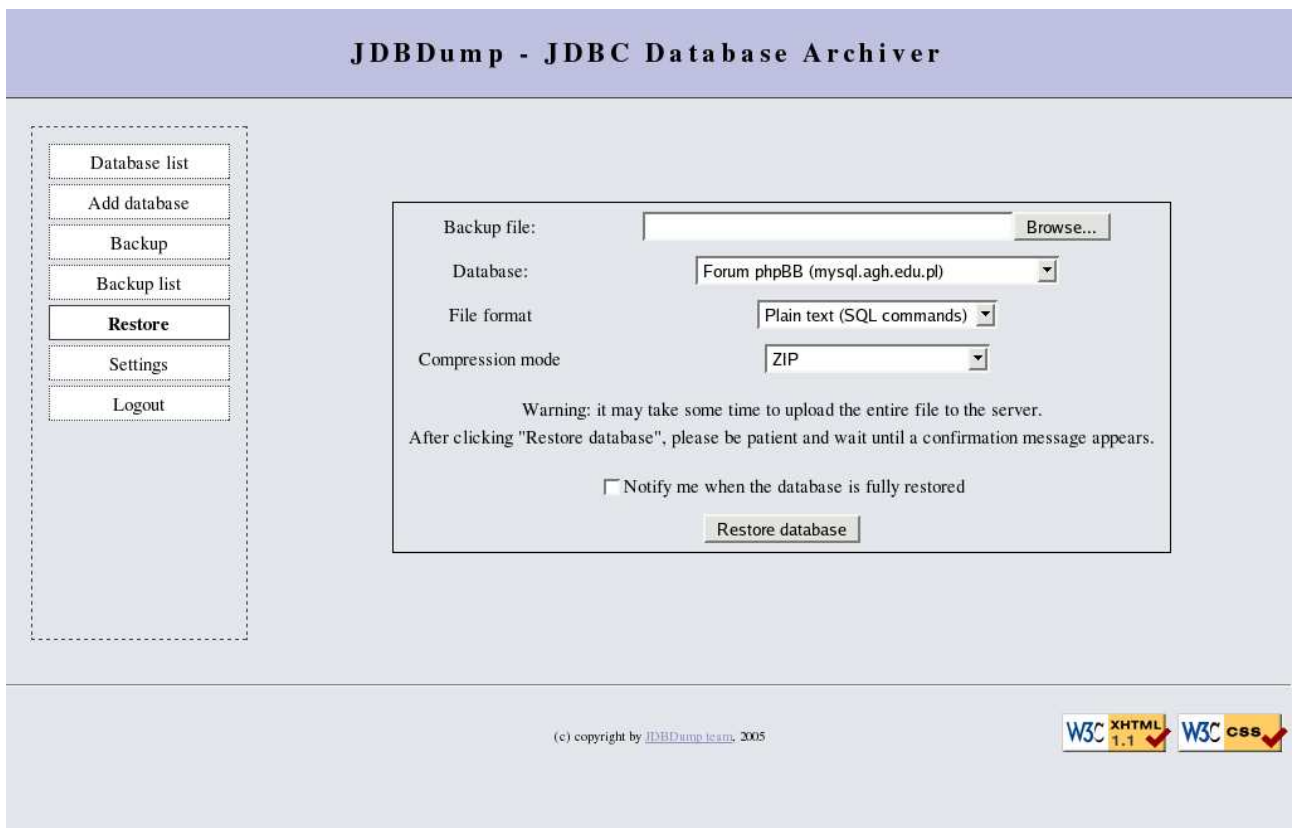 JDBDump - JDBC Database Archiver
Database list
Add database
Backup
Backup list
Restore
Settings
Logout
Backup file:
Browse...
Database:
Forum phpBB (mysql.agh.edu.pl)
File format
Plain text (SQL commands)
Compression mode
ZIP
Warning: it may take some time to upload the entire file to the server.
After clicking "Restore database", please be patient and wait until a confirmation message appears.
Notify me when the database is fully restored
Restore database
(c) copyright by JDBDump team, 2005
W3C XHTML 1.1
W3C CSS